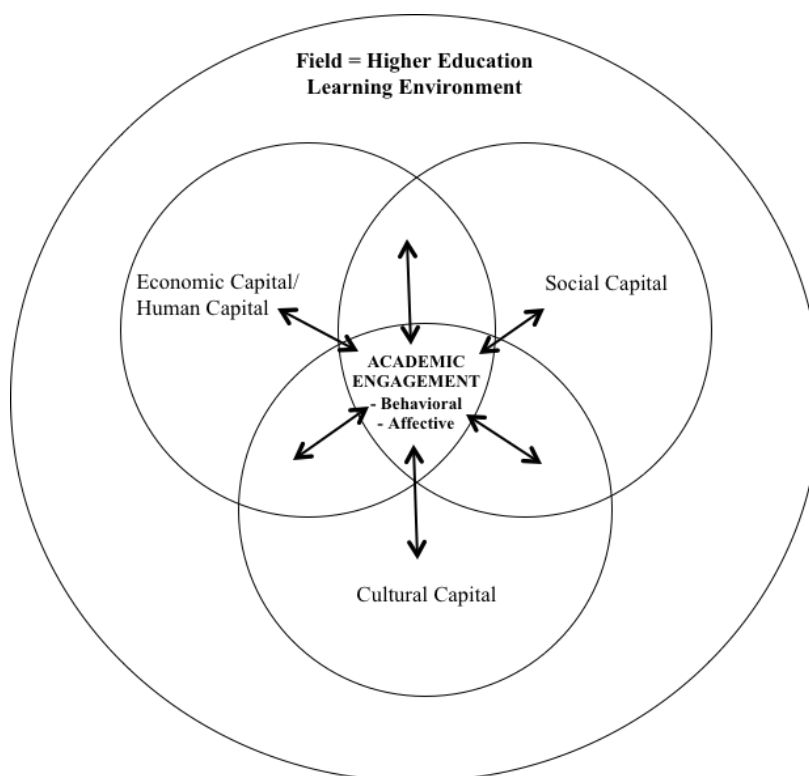 Field = Higher Education
Learning Environment
Economic Capital/
Human Capital
Social Capital
ACADEMIC
ENGAGEMENT
- Behavioral
- Affective
Cultural Capital